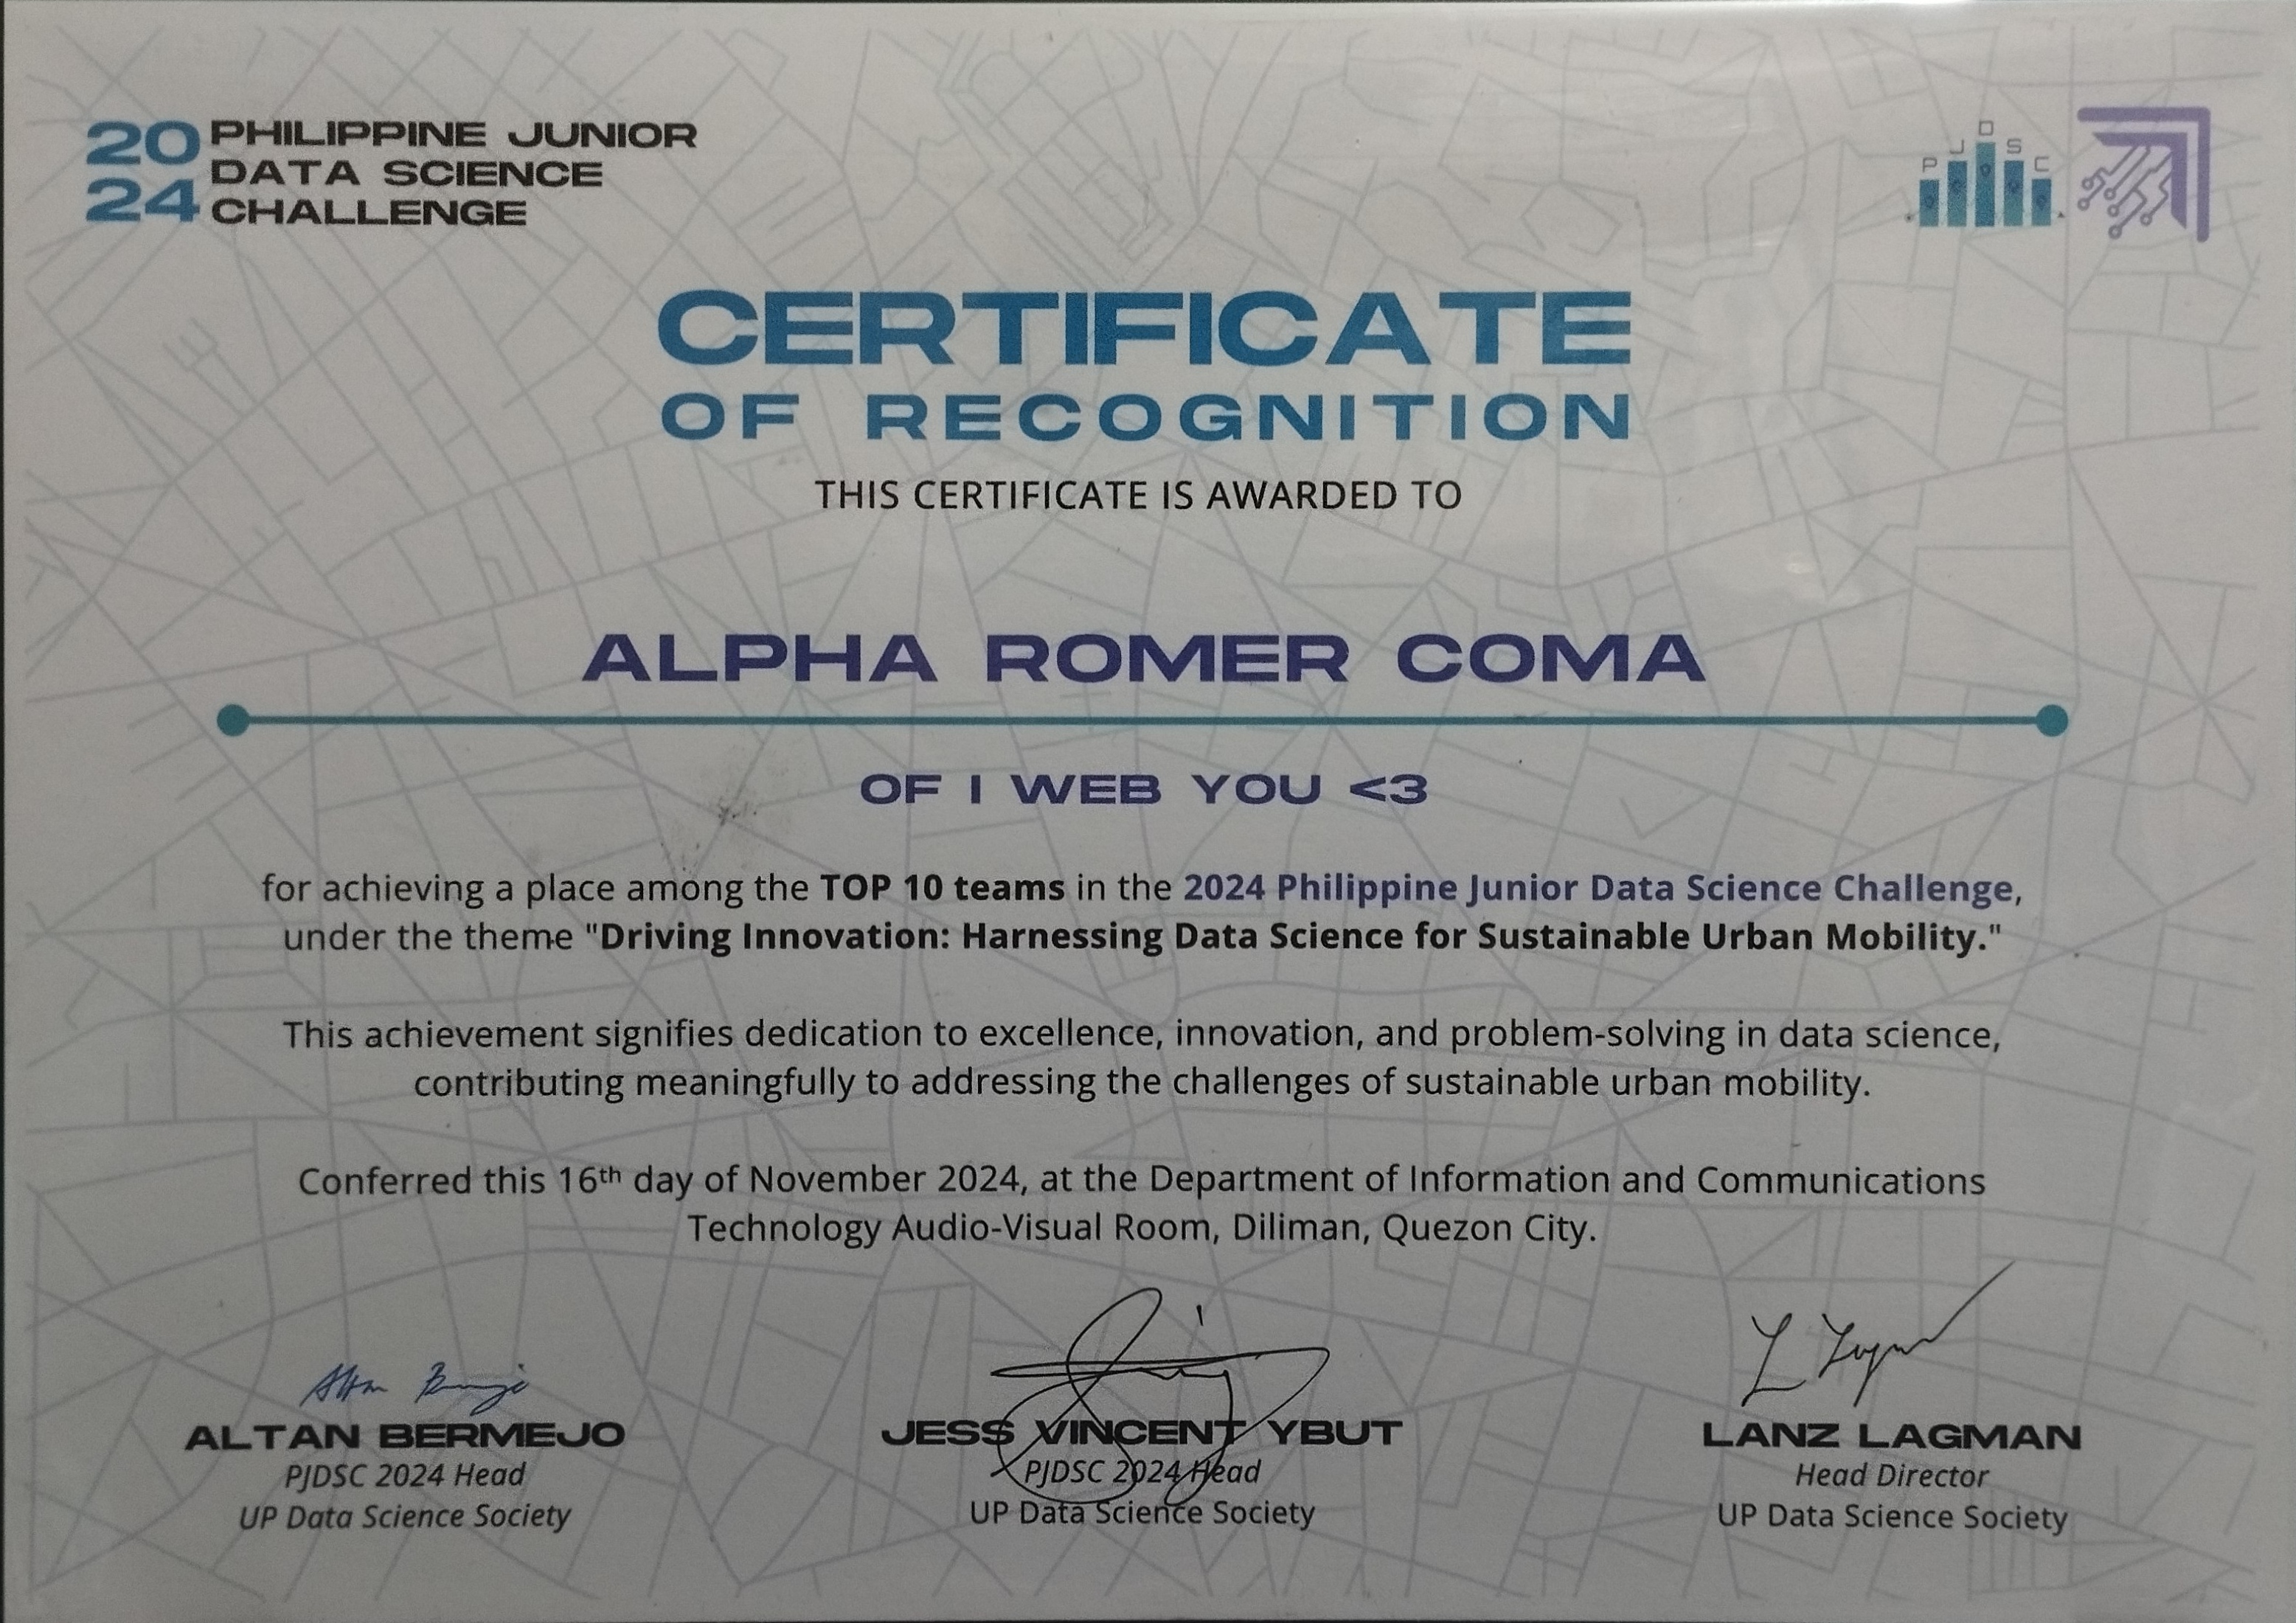 20 PHILIPPINE JUNIOR
DATA SCIENCE
24 CHALLENGE
P J D S C
CERTIFICATE
OF RECOGNITION
THIS CERTIFICATE IS AWARDED TO
ALPHA ROMER COMA
OF I WEB YOU <3
for achieving a place among the TOP 10 teams in the 2024 Philippine Junior Data Science Challenge,
under the theme "Driving Innovation: Harnessing Data Science for Sustainable Urban Mobility."
This achievement signifies dedication to excellence, innovation, and problem-solving in data science,
contributing meaningfully to addressing the challenges of sustainable urban mobility.
Conferred this 16th day of November 2024, at the Department of Information and Communications
Technology Audio-Visual Room, Diliman, Quezon City.
ALTAN BERMEJO
PJDSC 2024 Head
UP Data Science Society
JESS VINCENT YBUT
PJDSC 2024 Head
UP Data Science Society
LANZ LAGMAN
Head Director
UP Data Science Society